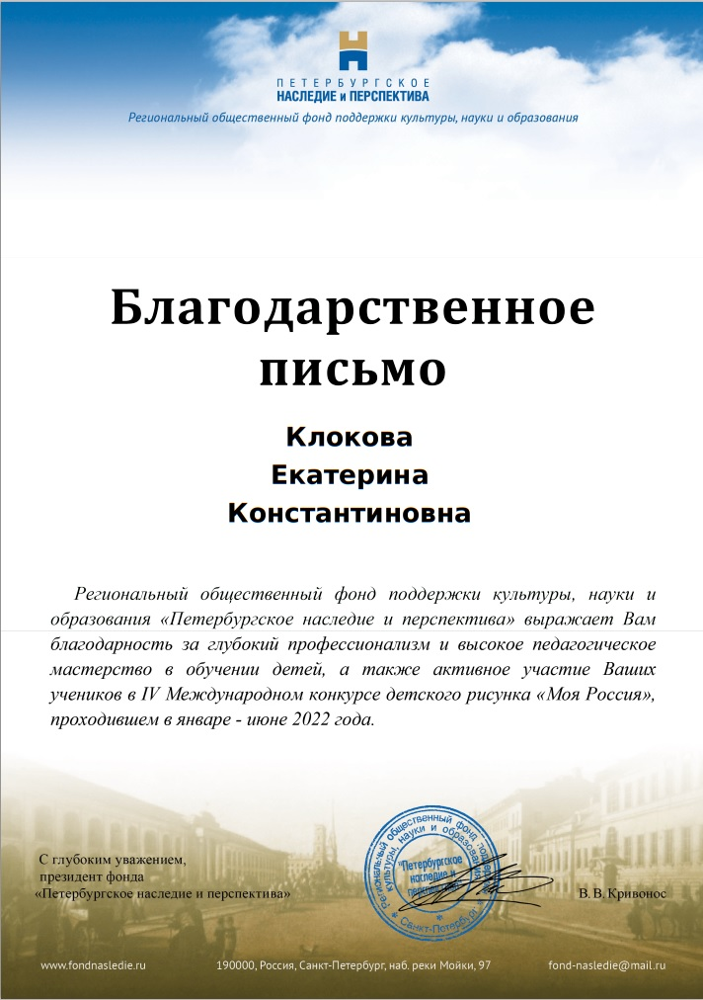 ПЕТЕРБУРГСКОЕ
НАСЛЕДИЕ и ПЕРСПЕКТИВА
Региональный общественный фонд поддержки культуры, науки и образования
Благодарственное
письмо
Клокова
Екатерина
Константиновна
Региональный общественный фонд поддержки культуры, науки и
образования «Петербургское наследие и перспектива» выражает Вам
благодарность за глубокий профессионализм и высокое педагогическое
мастерство в обучении детей, а также активное участие Ваших
учеников в IV Международном конкурсе детского рисунка «Моя Россия»,
проходившем в январе - июне 2022 года.
С глубоким уважением,
президент фонда
«Петербургское наследие и перспектива»
Региональный общественный фонд поддержки
культуры, науки и образования
"Петербургское
наследие и
перспектива"
* Санкт-Петербург *
В. В. Кривонос
www.fondnasledie.ru
190000, Россия, Санкт-Петербург, наб. реки Мойки, 97
fond-nasledie@mail.ru